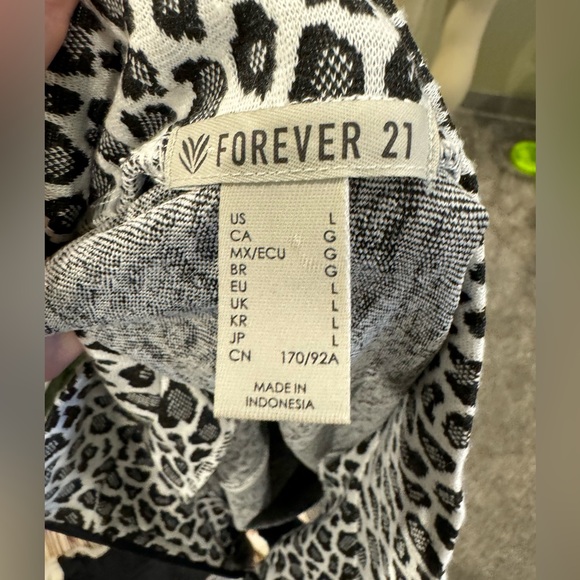 FOREVER 21
US L
CA G
MX/ECU G
BR G
EU L
UK L
KR L
JP L
CN 170/92A
MADE IN
INDONESIA